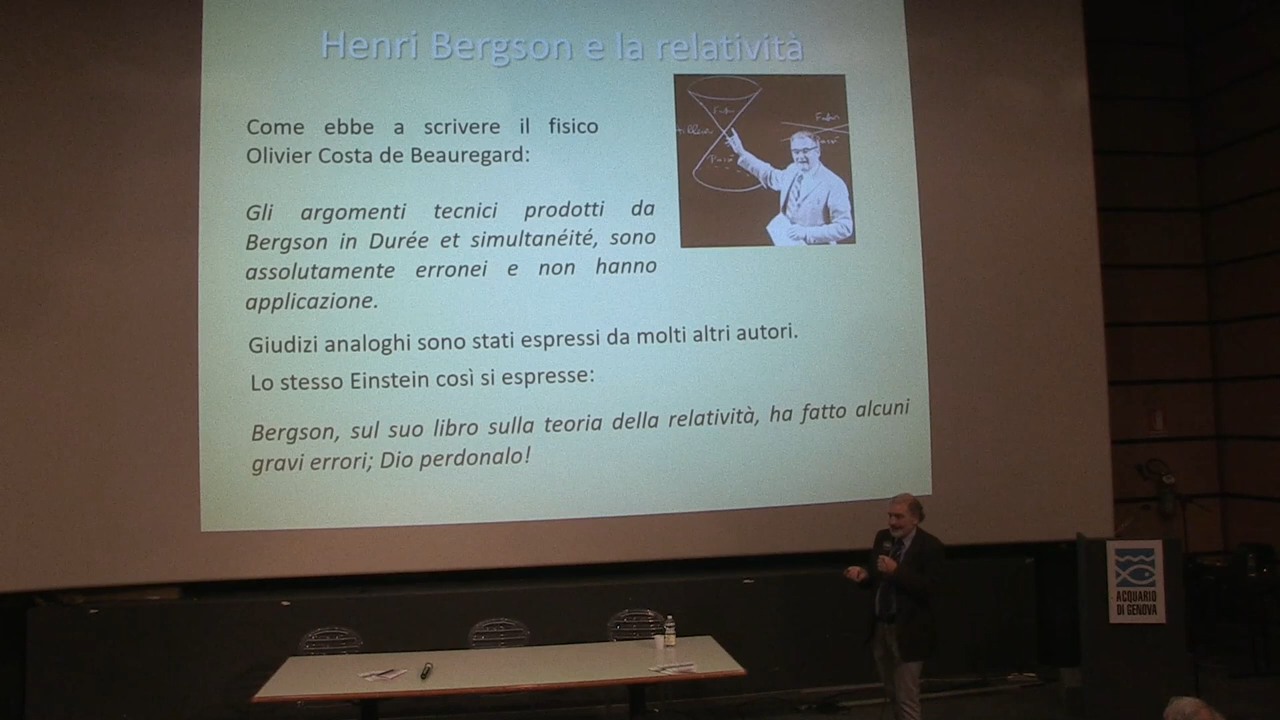 Henri Bergson e la relatività
Come ebbe a scrivere il fisico
Olivier Costa de Beauregard:
Gli argomenti tecnici prodotti da
Bergson in Durée et simultanéité, sono
assolutamente erronei e non hanno
applicazione.
Giudizi analoghi sono stati espressi da molti altri autori.
Lo stesso Einstein così si espresse:
Bergson, sul suo libro sulla teoria della relatività, ha fatto alcuni
gravi errori; Dio perdonalo!
ACQUARIO
DI GENOVA